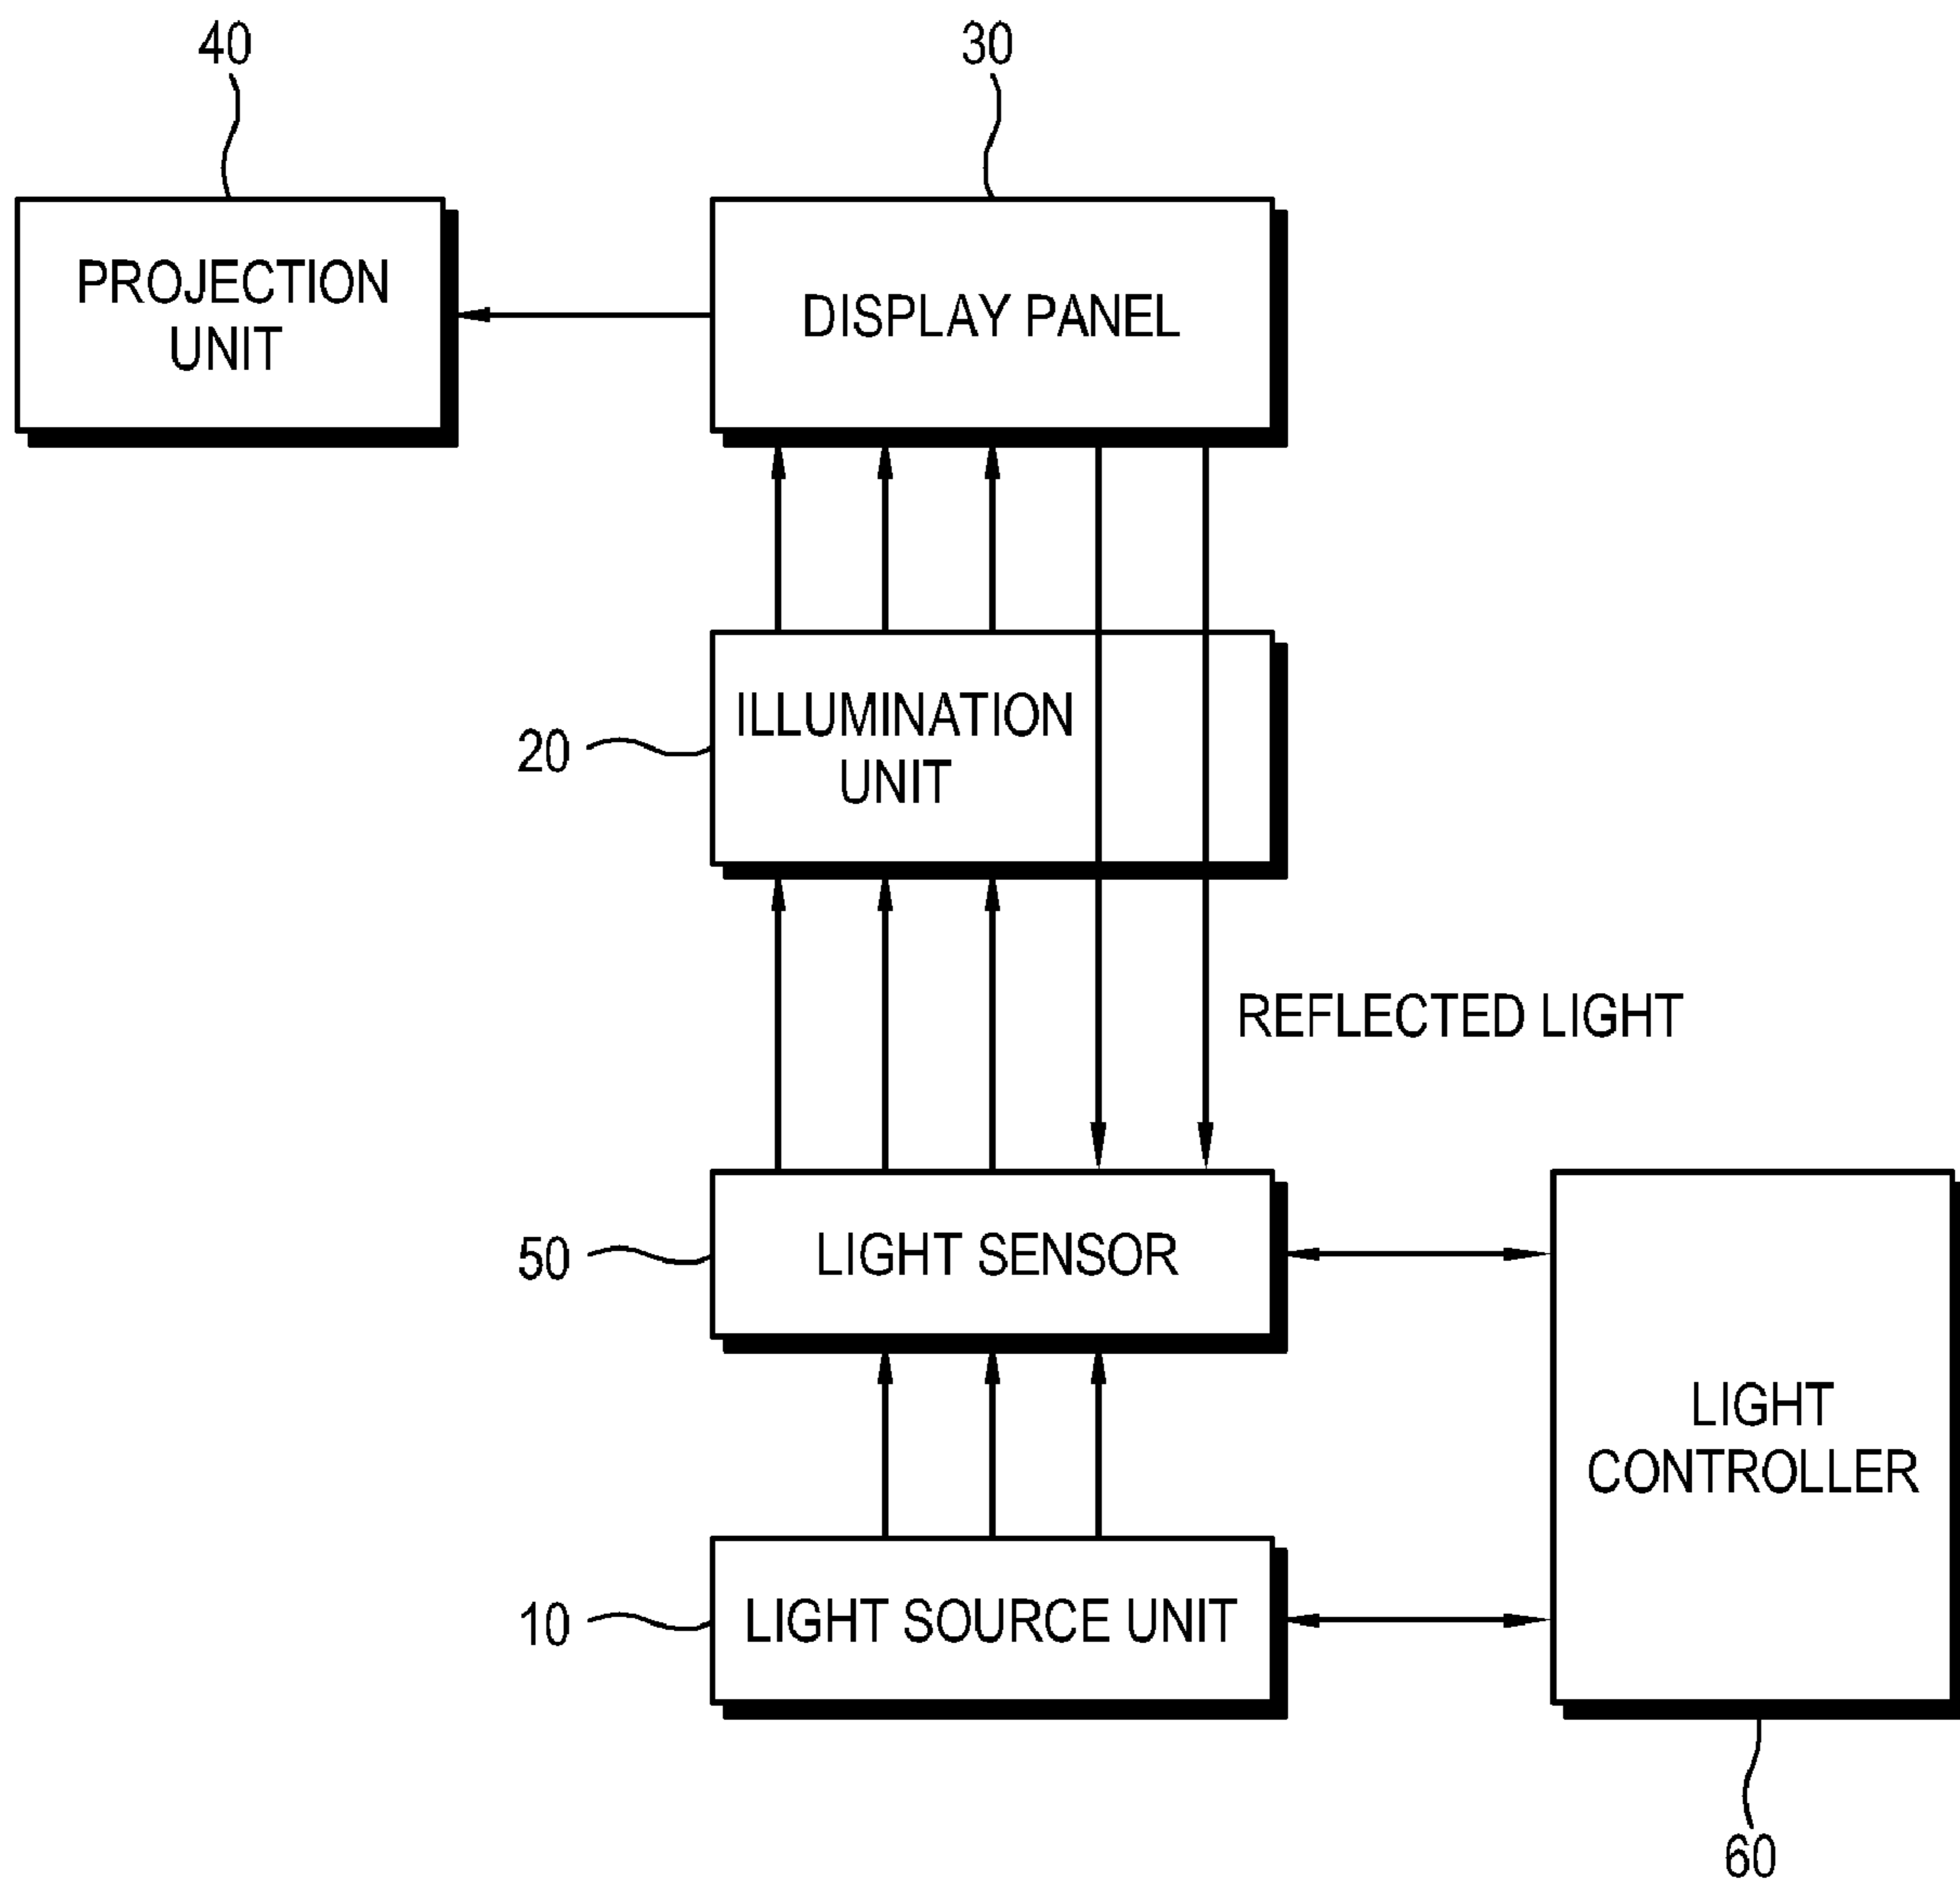 40
30
PROJECTION
UNIT
DISPLAY PANEL
20
ILLUMINATION
UNIT
REFLECTED LIGHT
50
LIGHT SENSOR
LIGHT
CONTROLLER
10
LIGHT SOURCE UNIT
60